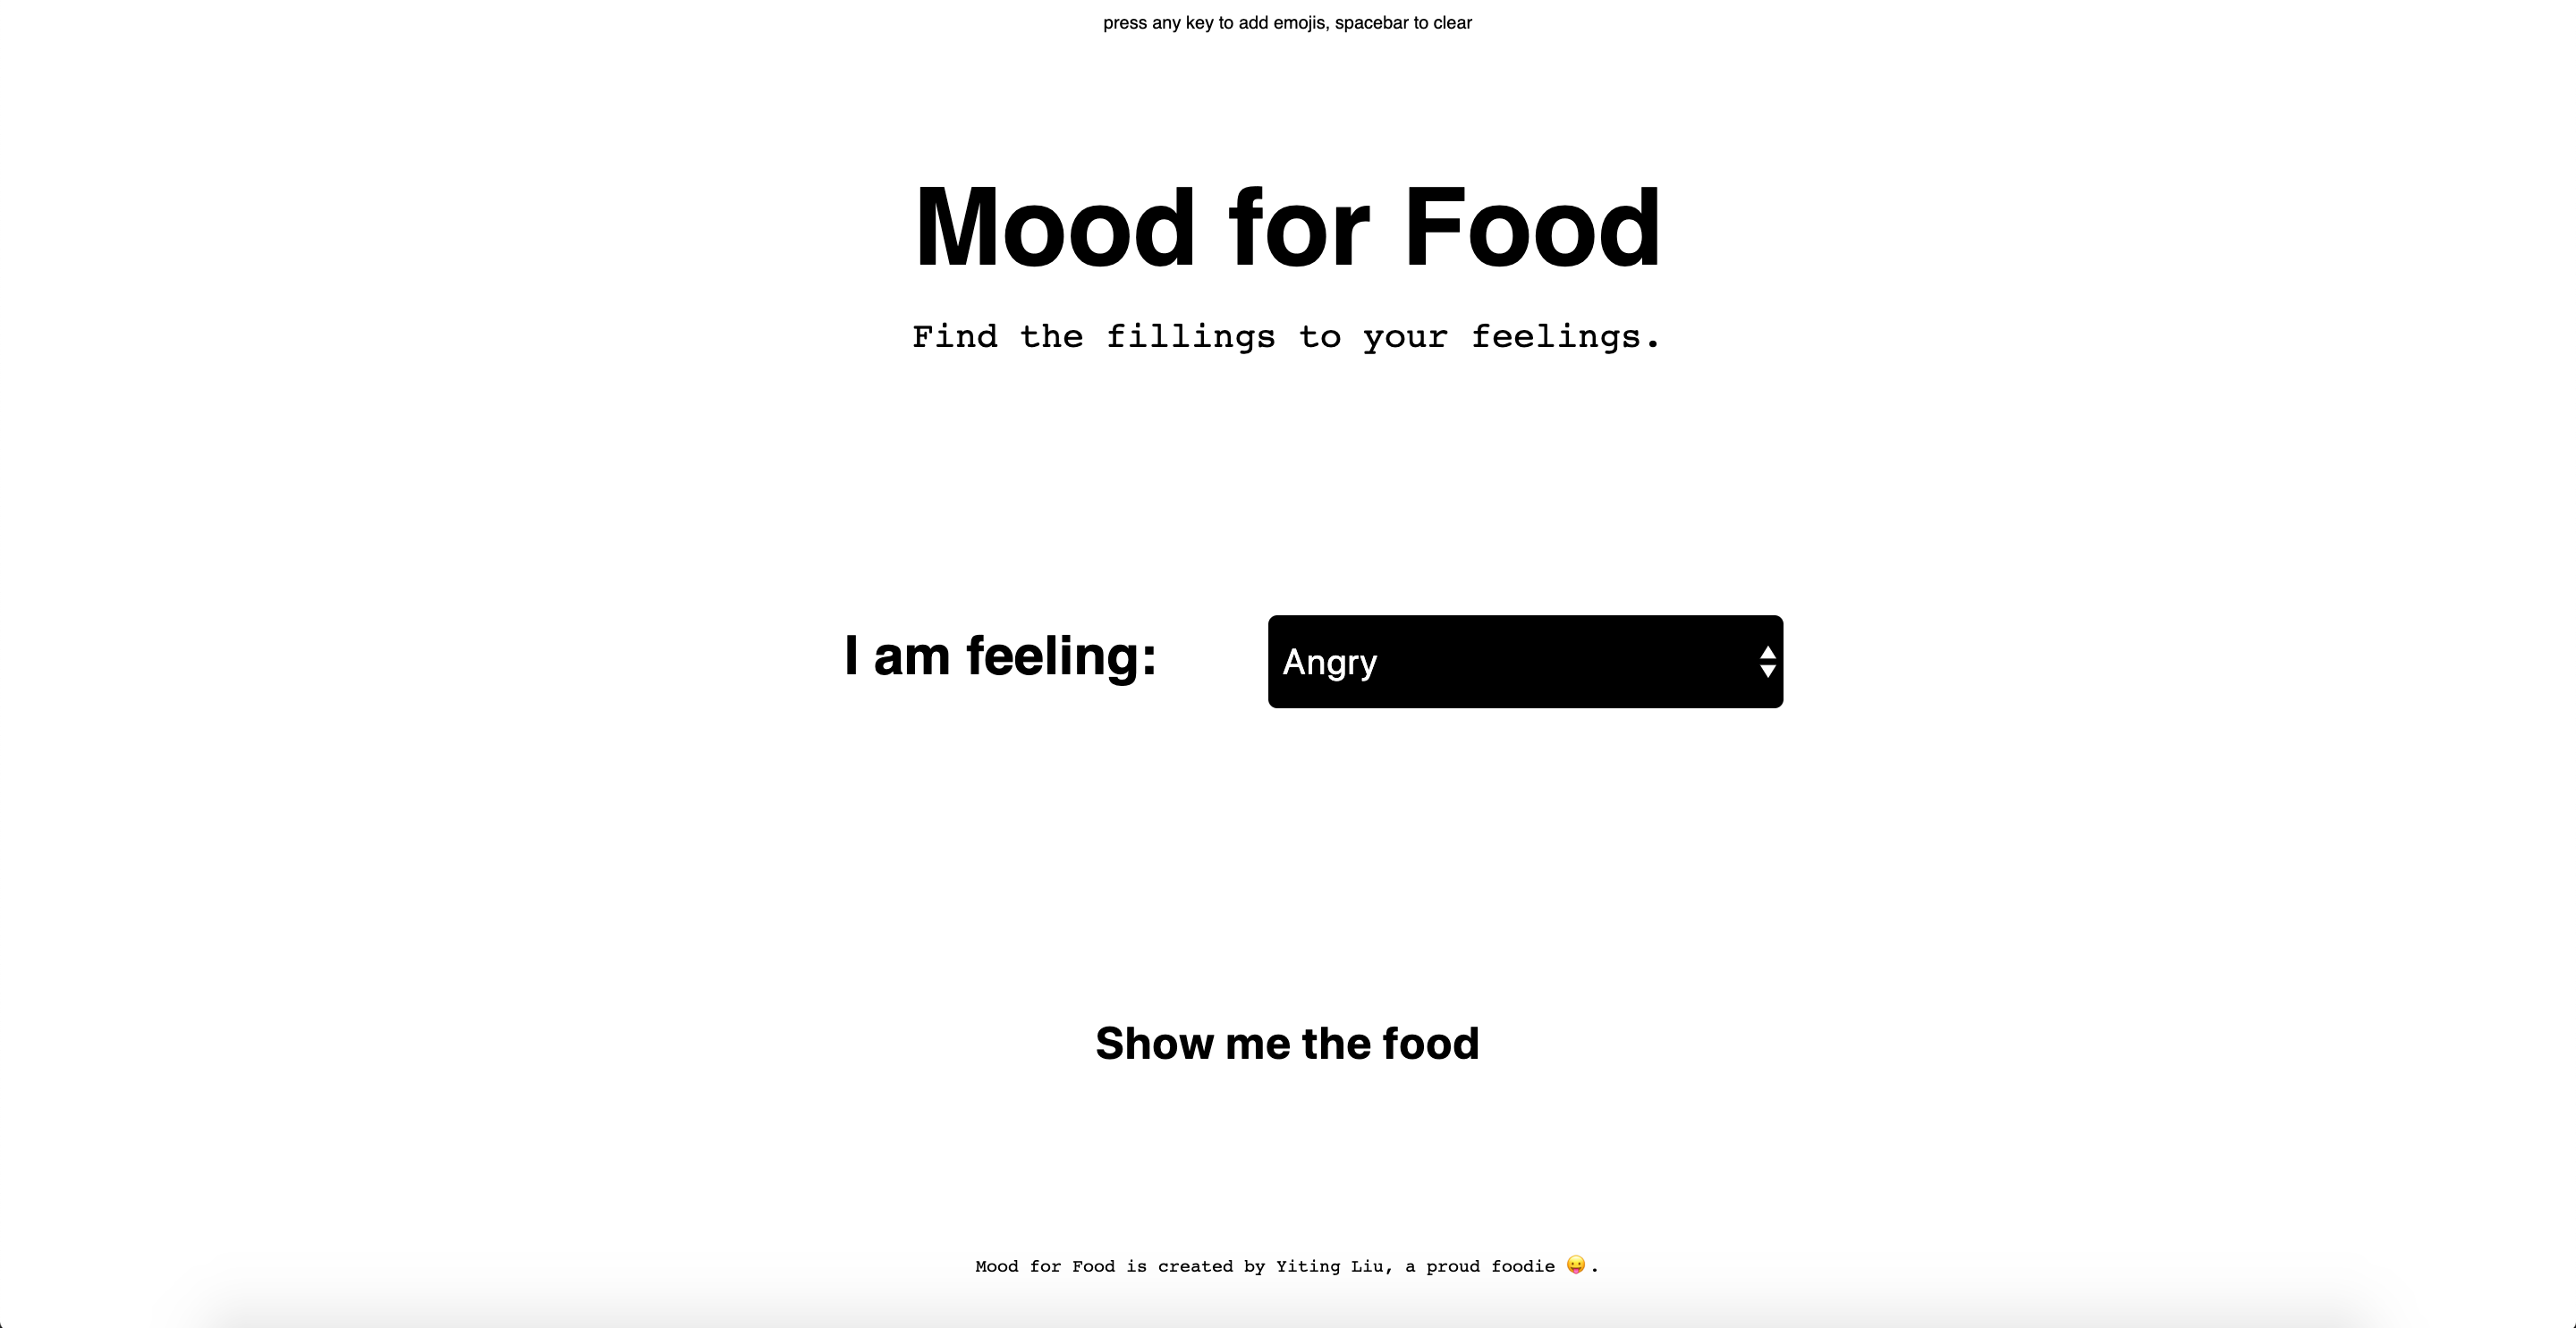 press any key to add emojis, spacebar to clear
Mood for Food
Find the fillings to your feelings.
I am feeling:
Angry
Show me the food
Mood for Food is created by Yiting Liu, a proud foodie 😛.